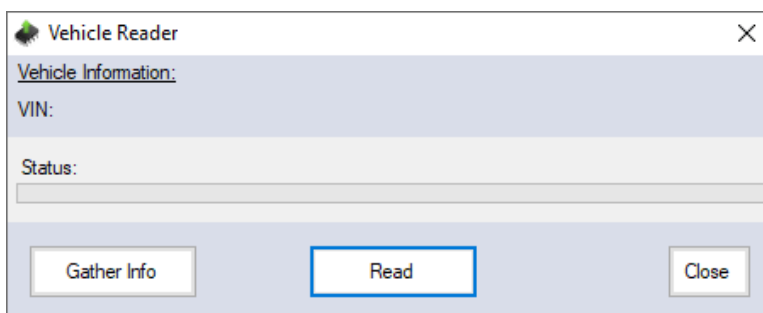 Vehicle Reader
Vehicle Information:
VIN:
Status:
Gather Info
Read
Close